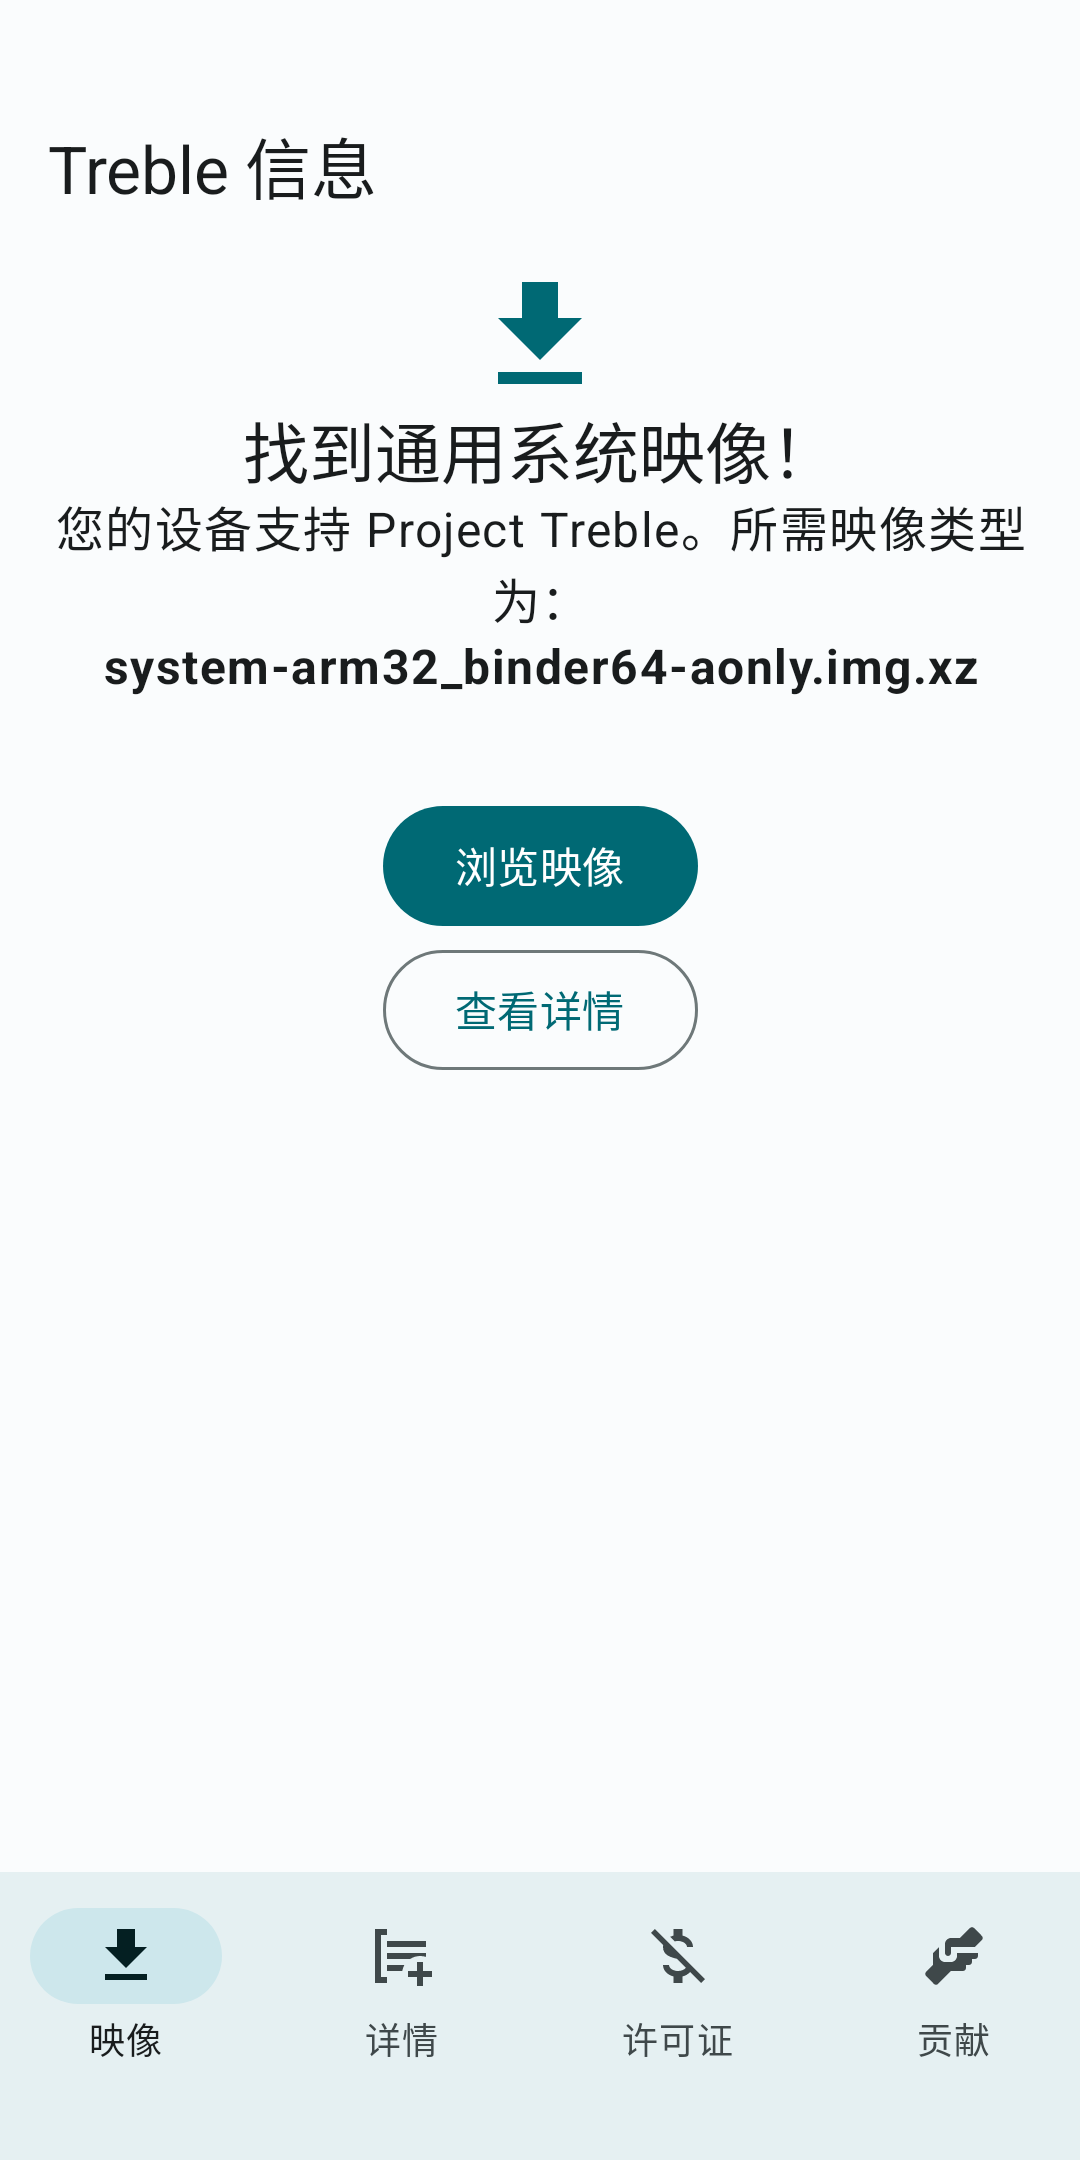 Treble 信息
找到通用系统映像！
您的设备支持 Project Treble。所需映像类型
为：
system-arm32_binder64-aonly.img.xz
浏览映像
查看详情
映像
详情
许可证
贡献